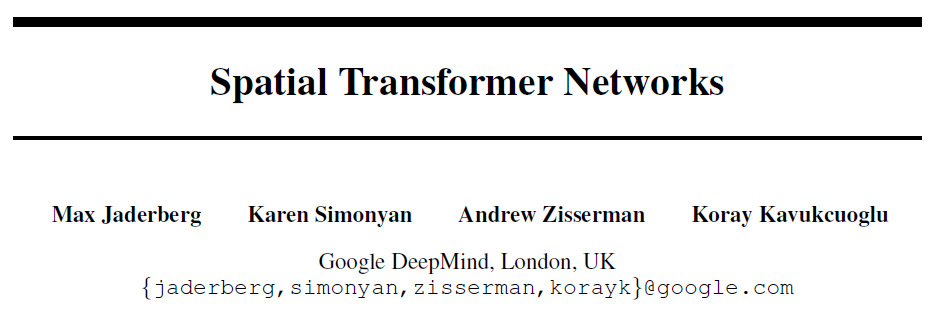 Spatial Transformer Networks
Max Jaderberg Karen Simonyan Andrew Zisserman Koray Kavukcuoglu
Google DeepMind, London, UK
{jaderberg,simonyan,zisserman,korayk}@google.com